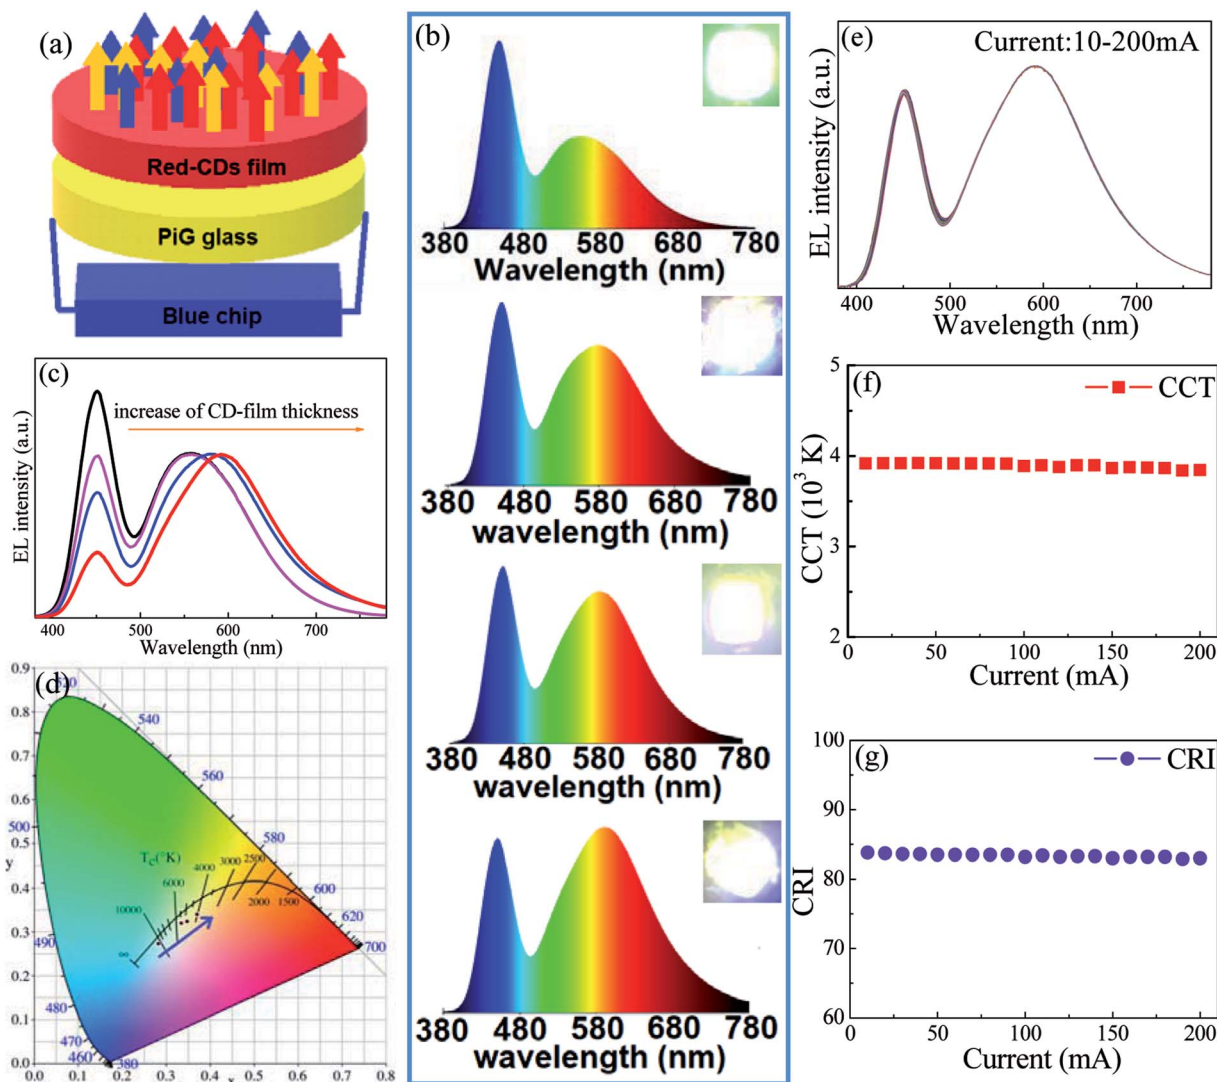 (a)
Red-CDs film
PiG glass
Blue chip
(b)
380 480 580 680 780
Wavelength (nm)
380 480 580 680 780
wavelength (nm)
380 480 580 680 780
wavelength (nm)
380 480 580 680 780
wavelength (nm)
(c)
increase of CD-film thickness
EL intensity (a.u.)
400 500 600 700
Wavelength (nm)
(d)
0.9
0.8
0.7
0.6
0.5
y
0.4
0.3
0.2
0.1
0.0
0.0 0.1 0.2 0.3 0.4 0.5 0.6 0.7 0.8
x
520
540
560
580
600
620
700
500
490
480
470
460
380
Tc(°K)
∞
10000
6000
4000
3000
2500
2000
1500
(e)
Current:10-200mA
EL intensity (a.u.)
400 500 600 700
Wavelength (nm)
(f)
CCT
CCT (10³ K)
5
4
3
2
0 50 100 150 200
Current (mA)
(g)
CRI
CRI
100
90
80
70
60
0 50 100 150 200
Current (mA)